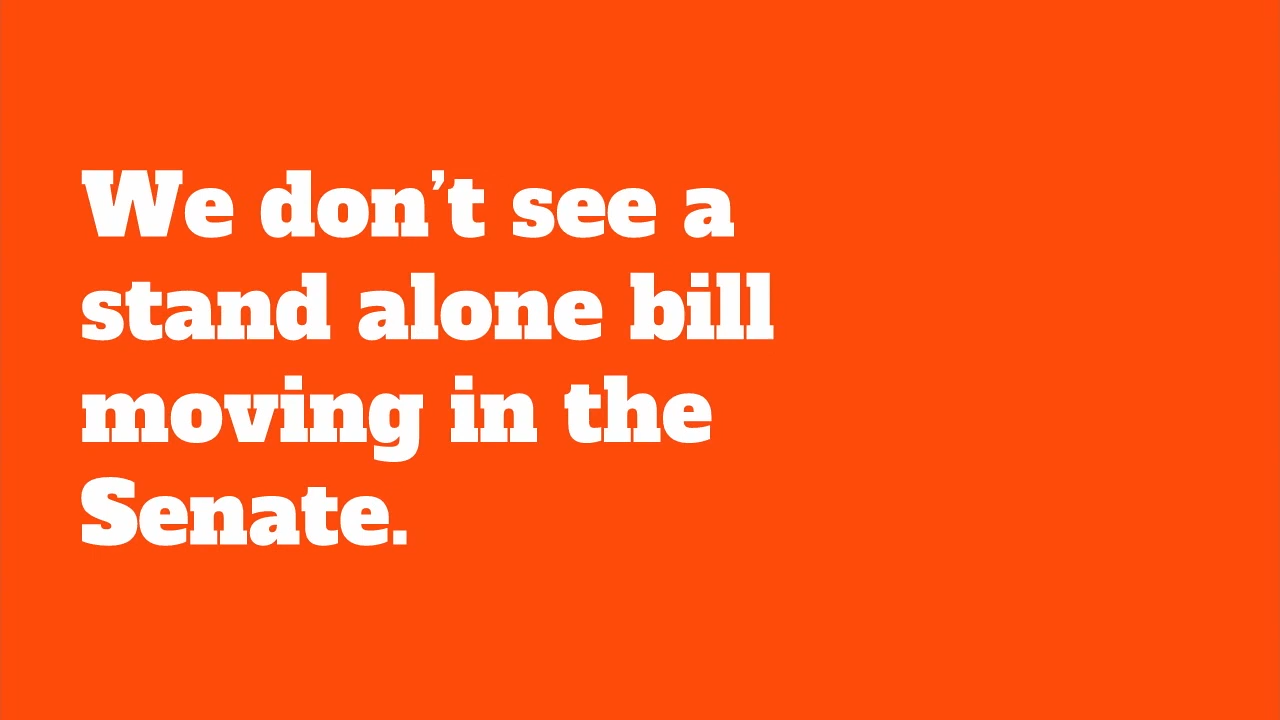 We don’t see a
stand alone bill
moving in the
Senate.